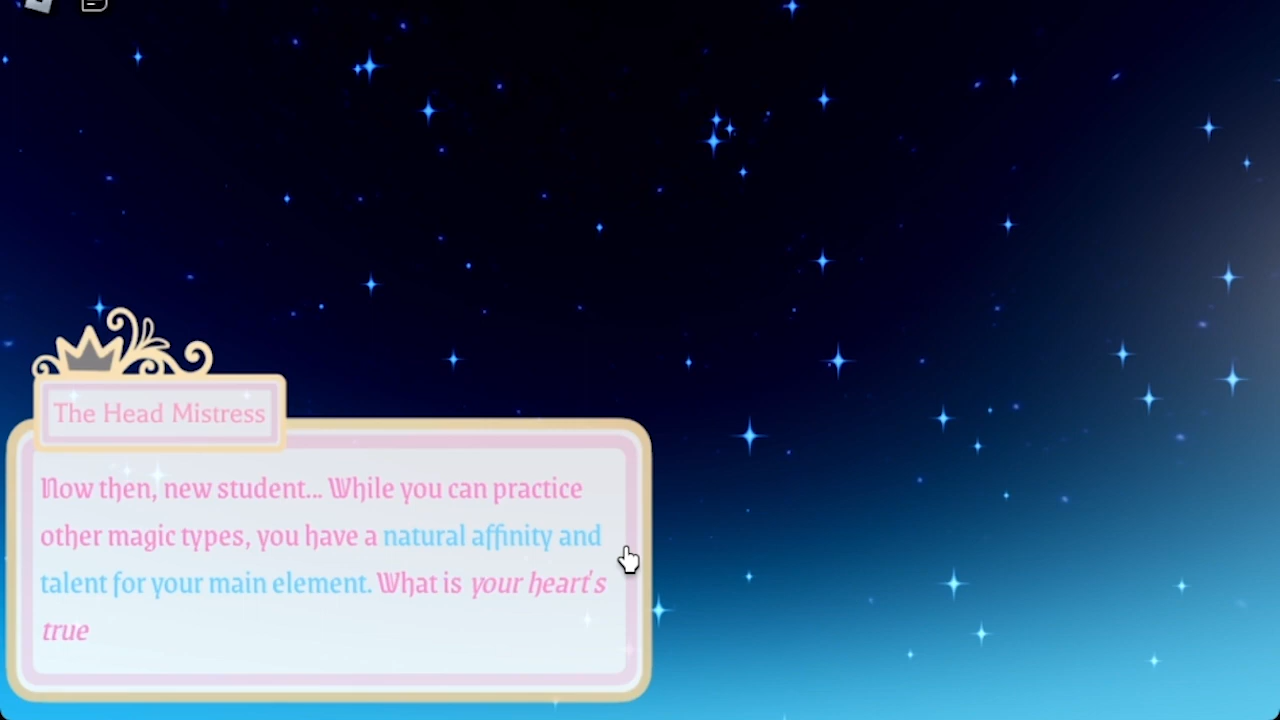 The Head Mistress
Now then, new student... While you can practice
other magic types, you have a natural affinity and
talent for your main element. What is your heart's
true